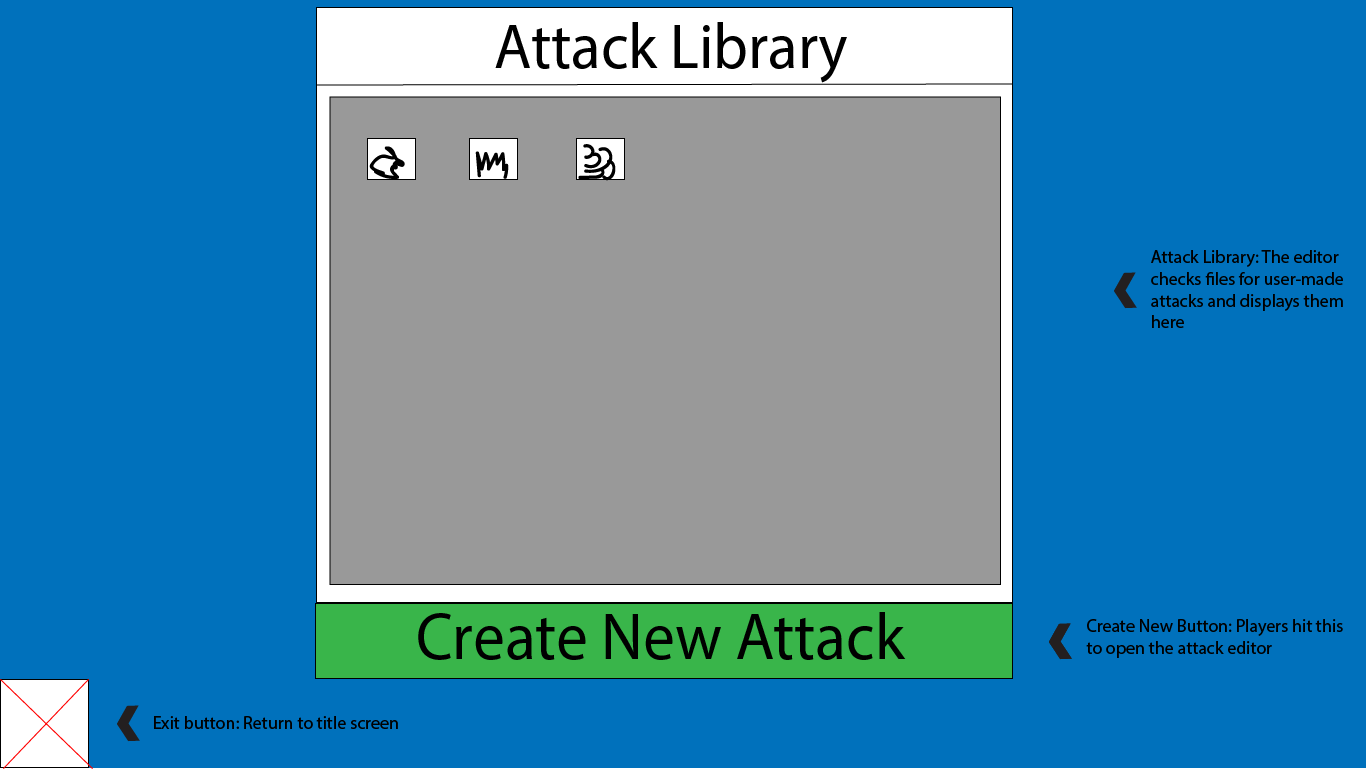 Attack Library
Attack Library: The editor
checks files for user-made
attacks and displays them
here
Create New Attack
Create New Button: Players hit this
to open the attack editor
Exit button: Return to title screen